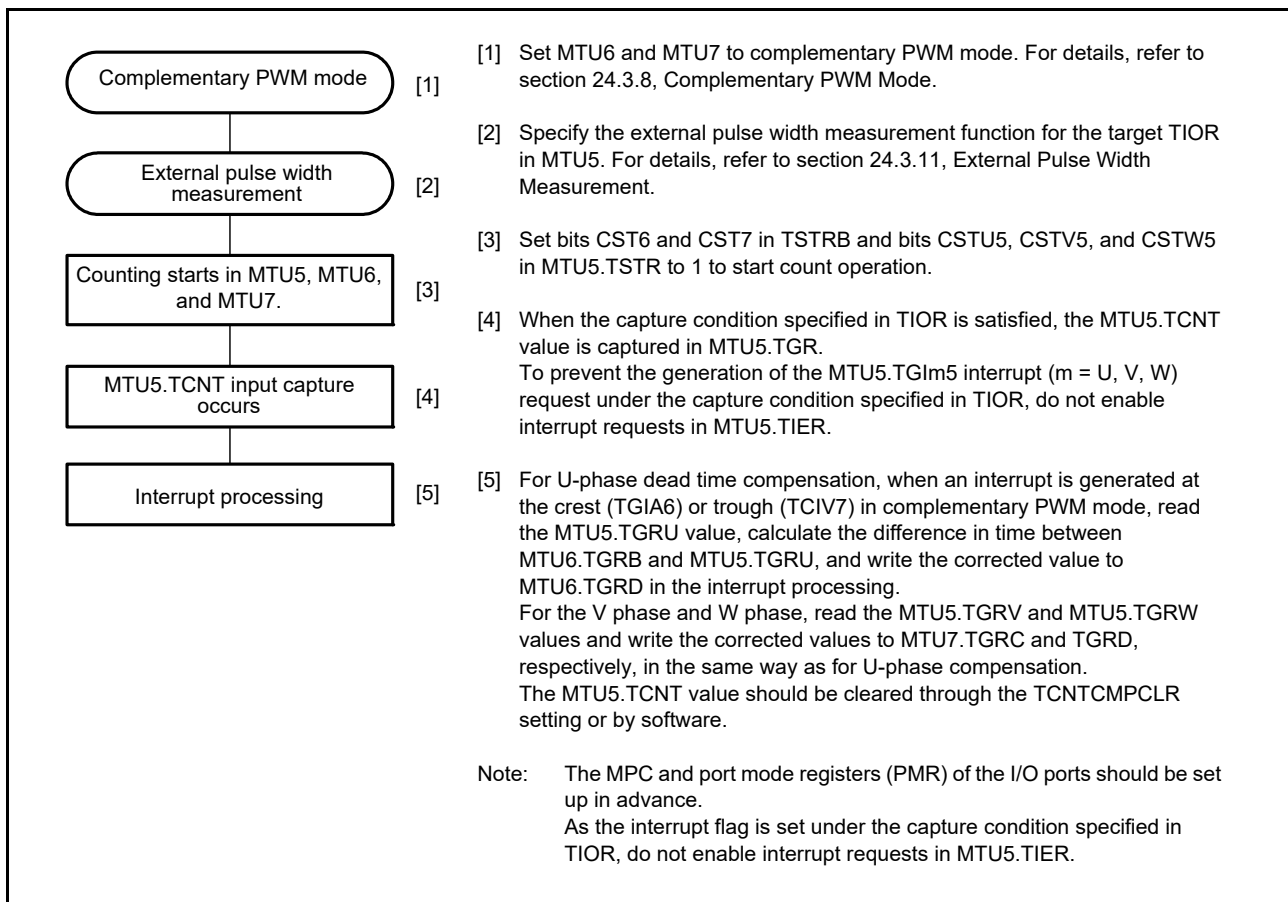 Complementary PWM mode
[1]
External pulse width
measurement
[2]
Counting starts in MTU5, MTU6,
and MTU7.
[3]
MTU5.TCNT input capture
occurs
[4]
Interrupt processing
[5]
[1] Set MTU6 and MTU7 to complementary PWM mode. For details, refer to
section 24.3.8, Complementary PWM Mode.
[2] Specify the external pulse width measurement function for the target TIOR
in MTU5. For details, refer to section 24.3.11, External Pulse Width
Measurement.
[3] Set bits CST6 and CST7 in TSTRB and bits CSTU5, CSTV5, and CSTW5
in MTU5.TSTR to 1 to start count operation.
[4] When the capture condition specified in TIOR is satisfied, the MTU5.TCNT
value is captured in MTU5.TGR.
To prevent the generation of the MTU5.TGIm5 interrupt (m = U, V, W)
request under the capture condition specified in TIOR, do not enable
interrupt requests in MTU5.TIER.
[5] For U-phase dead time compensation, when an interrupt is generated at
the crest (TGIA6) or trough (TCIV7) in complementary PWM mode, read
the MTU5.TGRU value, calculate the difference in time between
MTU6.TGRB and MTU5.TGRU, and write the corrected value to
MTU6.TGRD in the interrupt processing.
For the V phase and W phase, read the MTU5.TGRV and MTU5.TGRW
values and write the corrected values to MTU7.TGRC and TGRD,
respectively, in the same way as for U-phase compensation.
The MTU5.TCNT value should be cleared through the TCNTCMPCLR
setting or by software.
Note: The MPC and port mode registers (PMR) of the I/O ports should be set
up in advance.
As the interrupt flag is set under the capture condition specified in
TIOR, do not enable interrupt requests in MTU5.TIER.